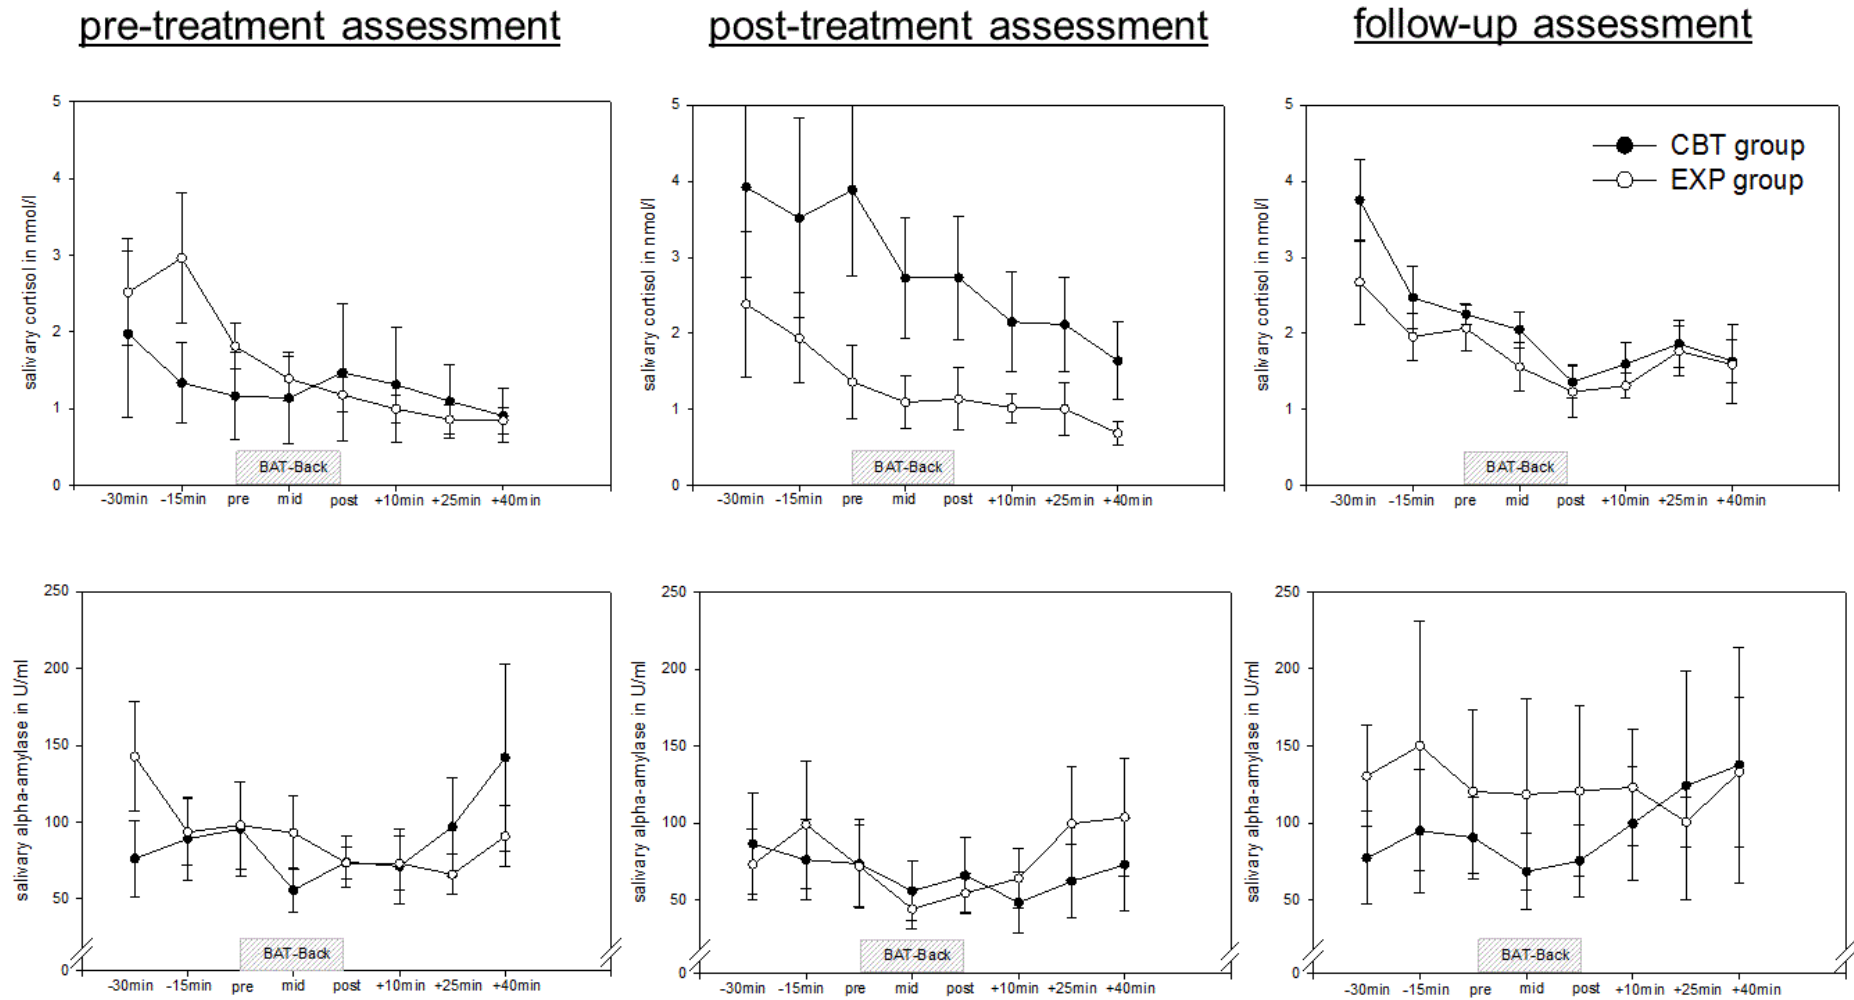 pre-treatment assessment
post-treatment assessment
follow-up assessment
salivary cortisol in nmol/l
5
4
3
2
1
0
BAT-Back
-30min -15min pre mid post +10min +25min +40min
salivary cortisol in nmol/l
5
4
3
2
1
0
BAT-Back
-30min -15min pre mid post +10min +25min +40min
salivary cortisol in nmol/l
5
4
3
2
1
0
CBT group
EXP group
BAT-Back
-30min -15min pre mid post +10min +25min +40min
salivary alpha-amylase in U/ml
250
200
150
100
50
0
BAT-Back
-30min -15min pre mid post +10min +25min +40min
salivary alpha-amylase in U/ml
250
200
150
100
50
0
BAT-Back
-30min -15min pre mid post +10min +25min +40min
salivary alpha-amylase in U/ml
250
200
150
100
50
0
BAT-Back
-30min -15min pre mid post +10min +25min +40min